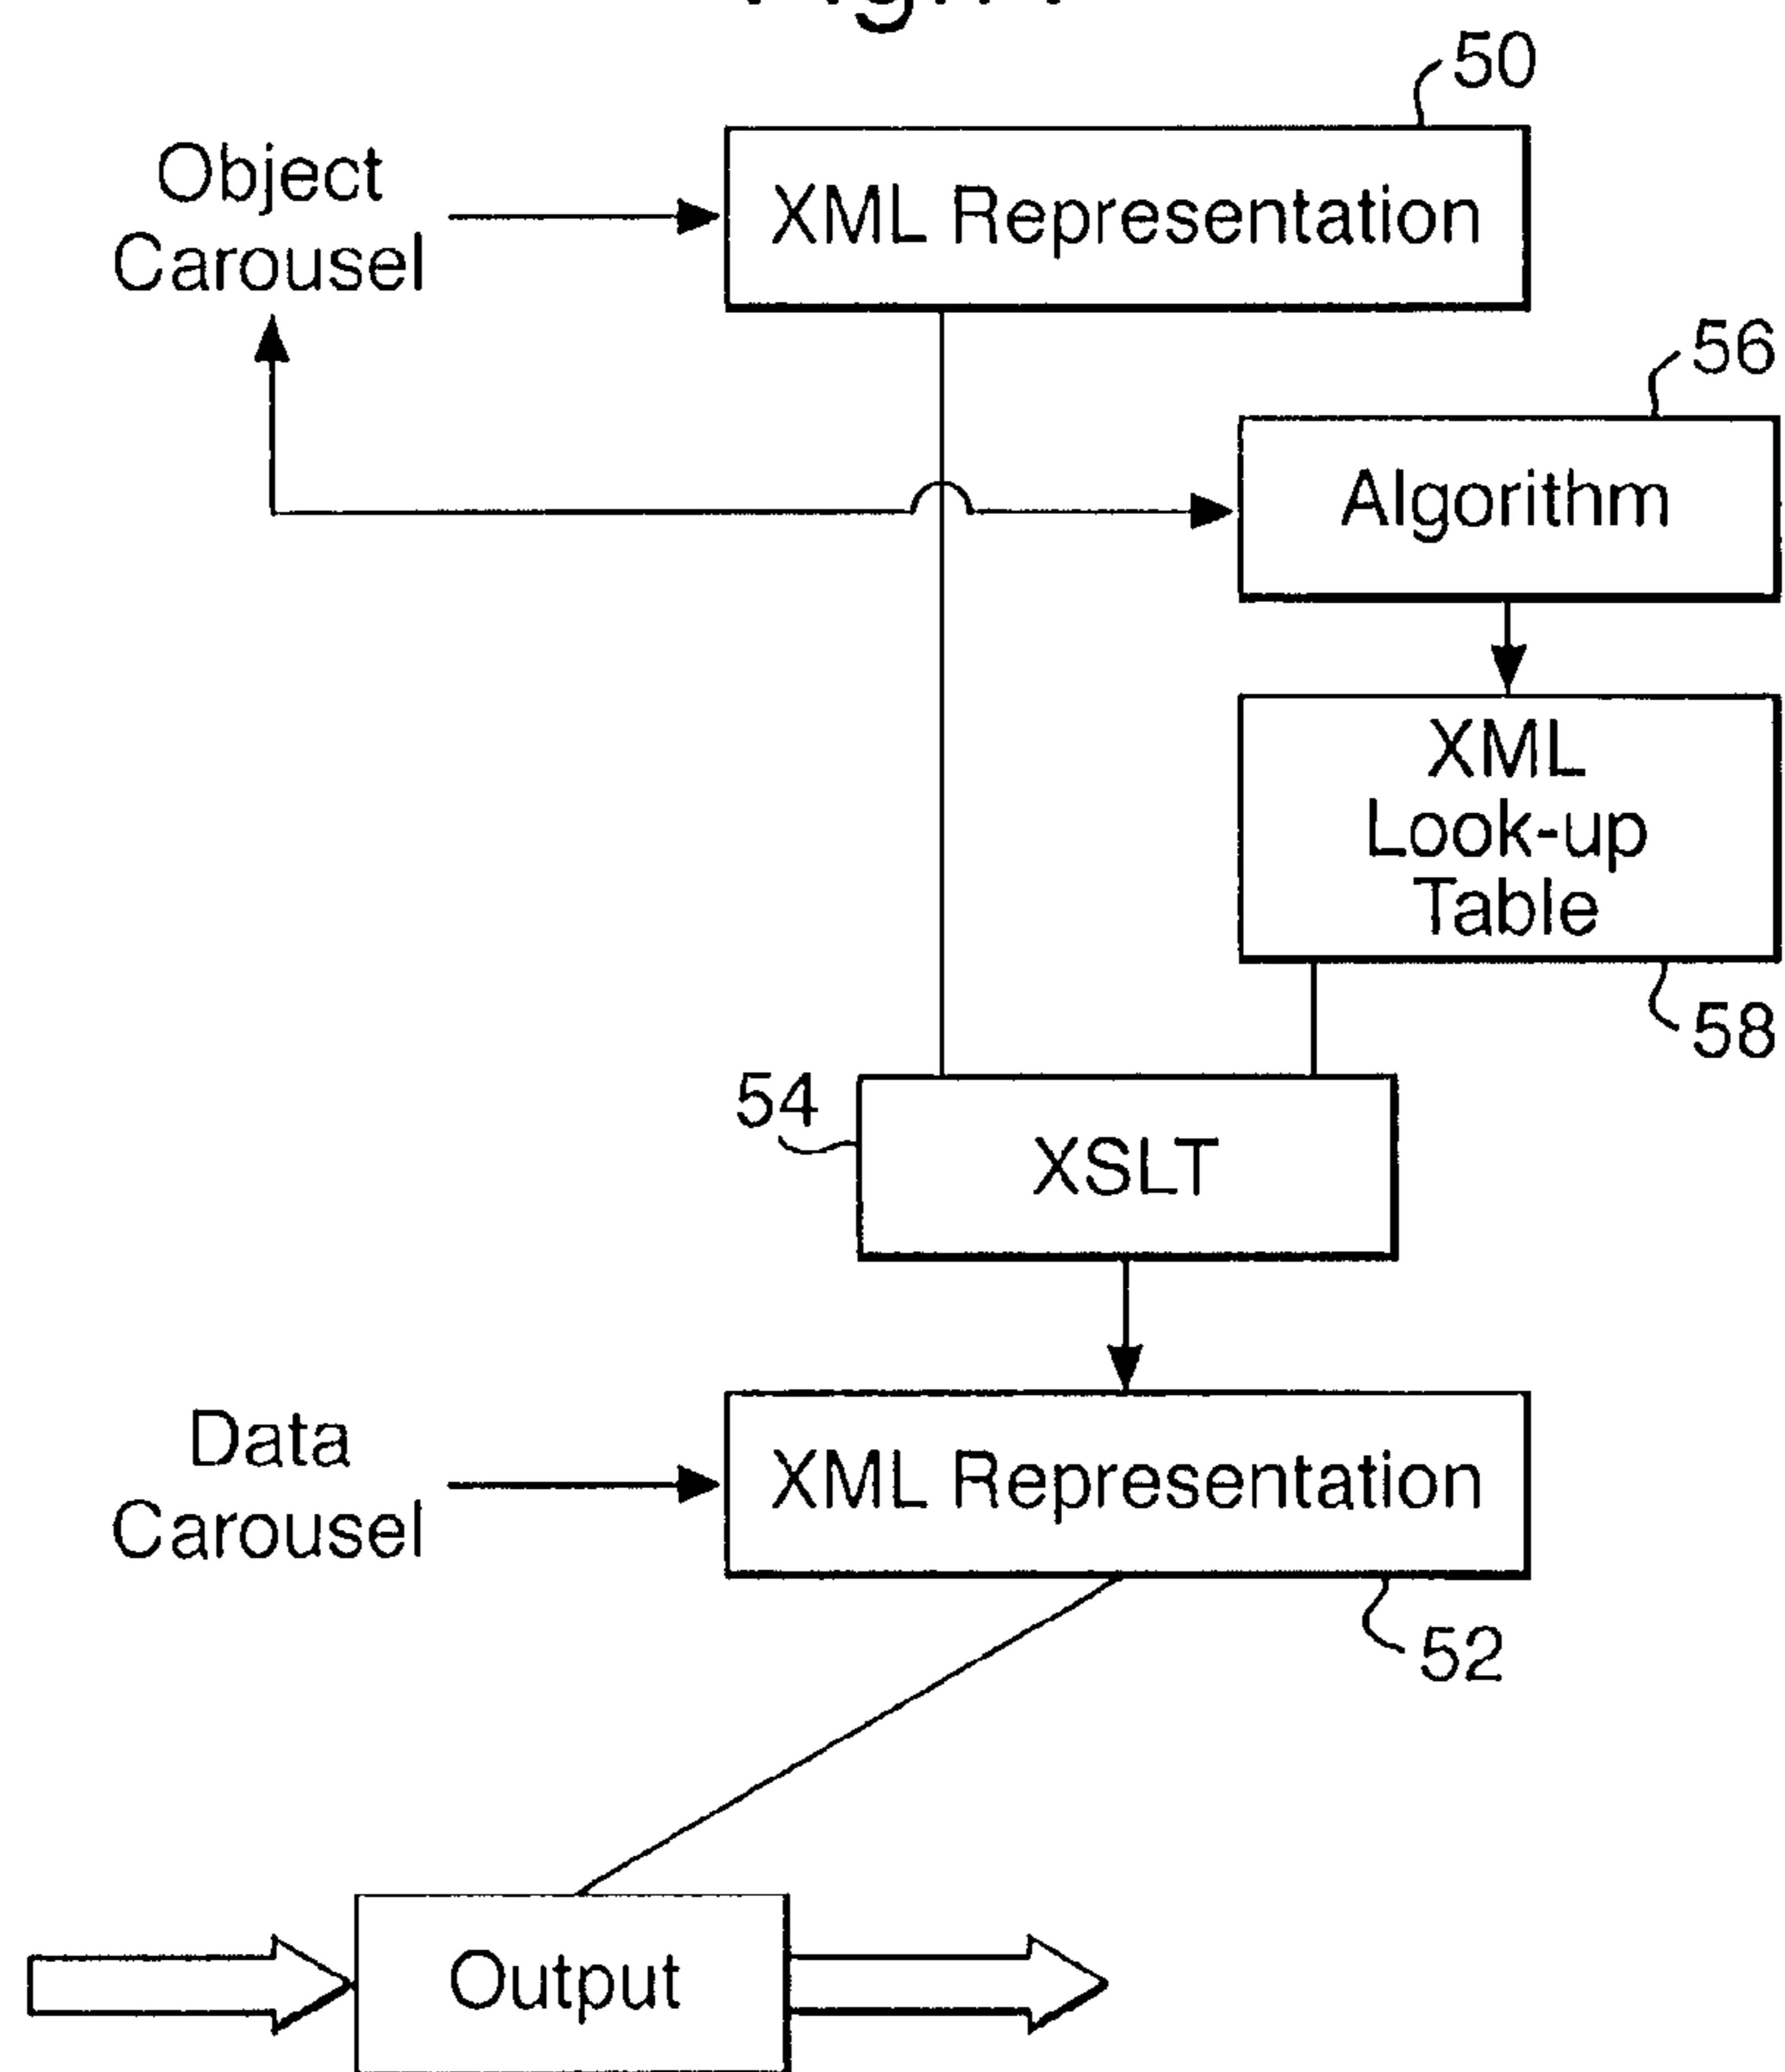 50
Object
Carousel
XML Representation
56
Algorithm
XML
Look-up
Table
58
54
XSLT
Data
Carousel
XML Representation
52
Output